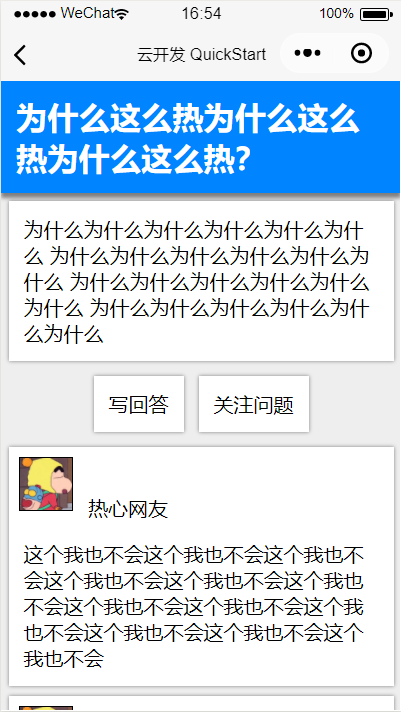 WeChat 16:54 100%
云开发 QuickStart
为什么这么热为什么这么
热为什么这么热？
为什么为什么为什么为什么为什么为什
么 为什么为什么为什么为什么为什么为
什么 为什么为什么为什么为什么为什么
为什么 为什么为什么为什么为什么为什
么为什么
写回答
关注问题
热心网友
这个我也不会这个我也不会这个我也不
会这个我也不会这个我也不会这个我也
不会这个我也不会这个我也不会这个我
也不会这个我也不会这个我也不会这个
我也不会